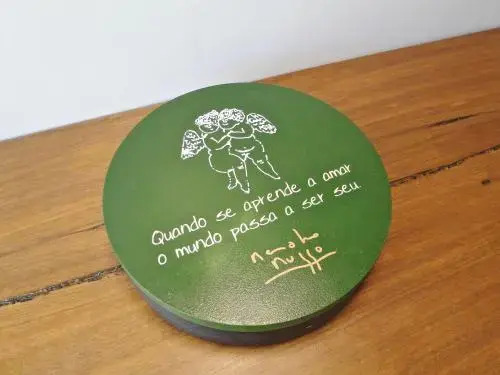 Quando se aprende a amar
o mundo passa a ser seu.